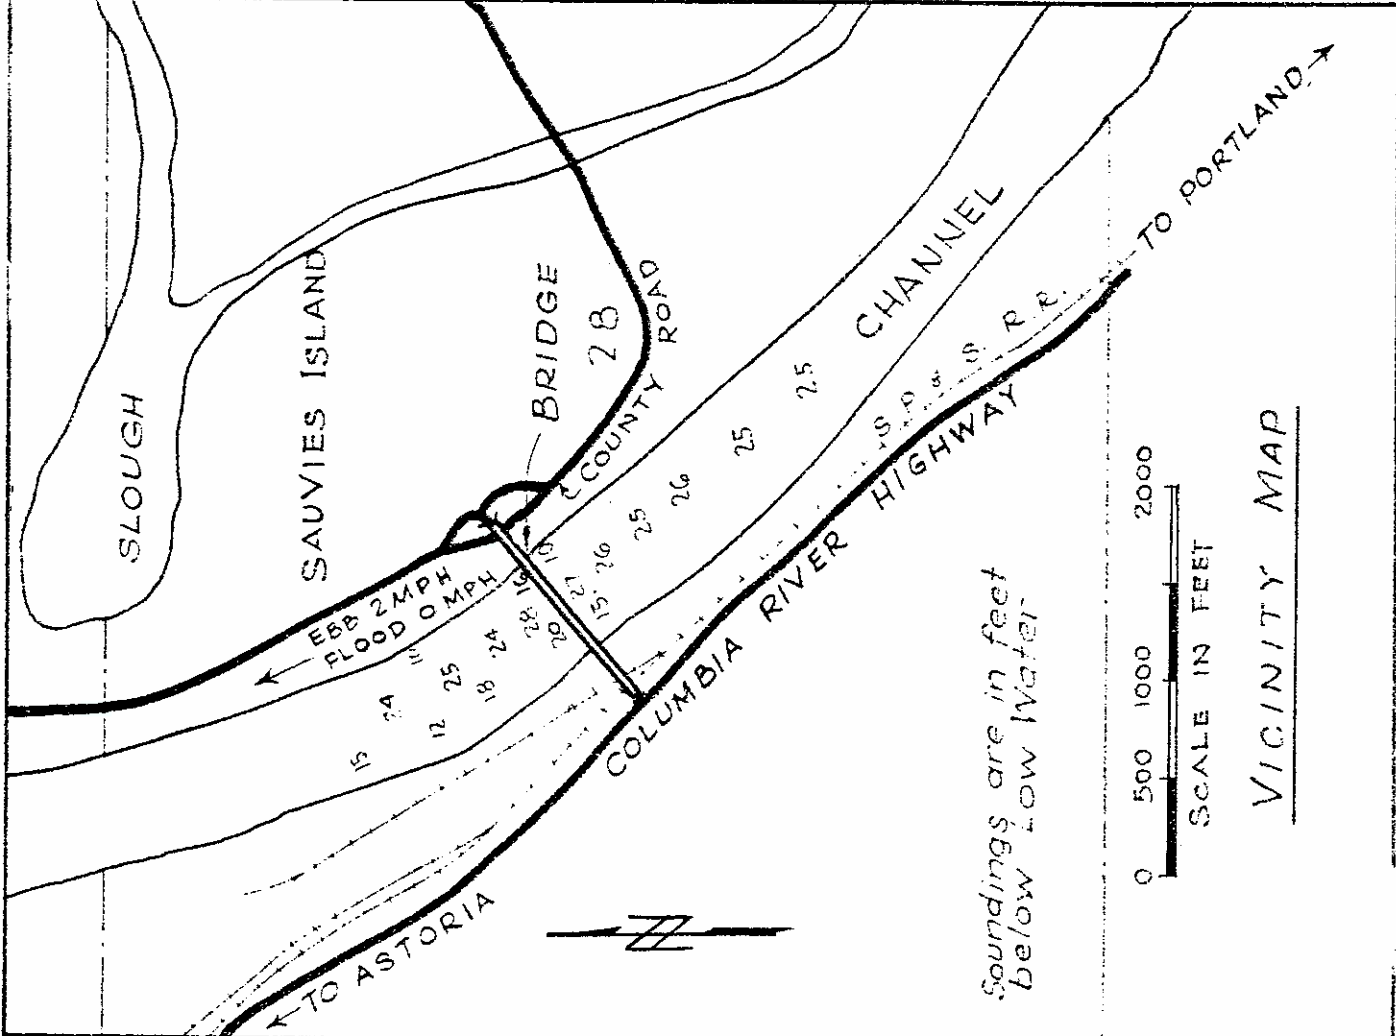 SLOUGH
SAUVIES ISLAND
BRIDGE
28
COUNTY ROAD
CHANNEL
TO PORTLAND
S. P. & S. R. R.
COLUMBIA RIVER HIGHWAY
TO ASTORIA
EBB 2 MPH
FLOOD 0 MPH
15
24
12
25
18
24
28
16
20
10
15
27
26
25
26
25
25
Soundings are in feet
below Low Water
0 500 1000 2000
SCALE IN FEET
VICINITY MAP